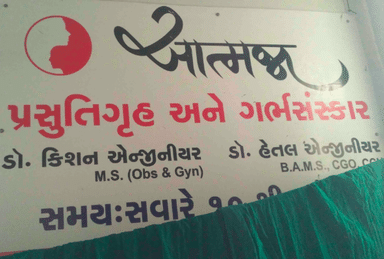 આત્મજા
પ્રસુતિગૃહ અને ગર્ભસંસ્કાર
ડો. કિશન એન્જીનીયર ડો. હેતલ એન્જીનીયર
M.S. (Obs & Gyn) B.A.M.S., CGO,
સમય:સવારે